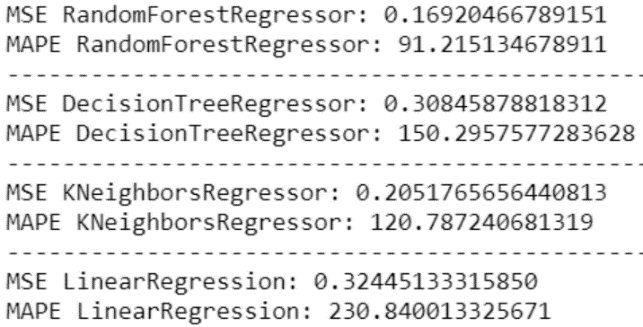 MSE RandomForestRegressor: 0.16920466789151
MAPE RandomForestRegressor: 91.215134678911
------------------------------------------------
MSE DecisionTreeRegressor: 0.30845878818312
MAPE DecisionTreeRegressor: 150.2957577283628
------------------------------------------------
MSE KNeighborsRegressor: 0.2051765656440813
MAPE KNeighborsRegressor: 120.787240681319
------------------------------------------------
MSE LinearRegression: 0.32445133315850
MAPE LinearRegression: 230.840013325671